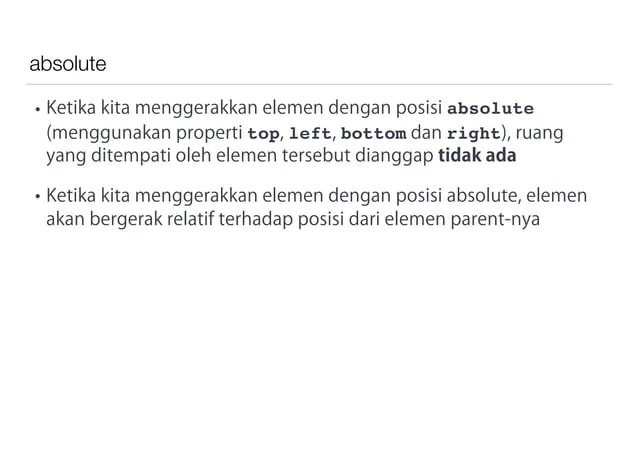 absolute
• Ketika kita menggerakkan elemen dengan posisi absolute
(menggunakan properti top, left, bottom dan right), ruang
yang ditempati oleh elemen tersebut dianggap tidak ada
• Ketika kita menggerakkan elemen dengan posisi absolute, elemen
akan bergerak relatif terhadap posisi dari elemen parent-nya